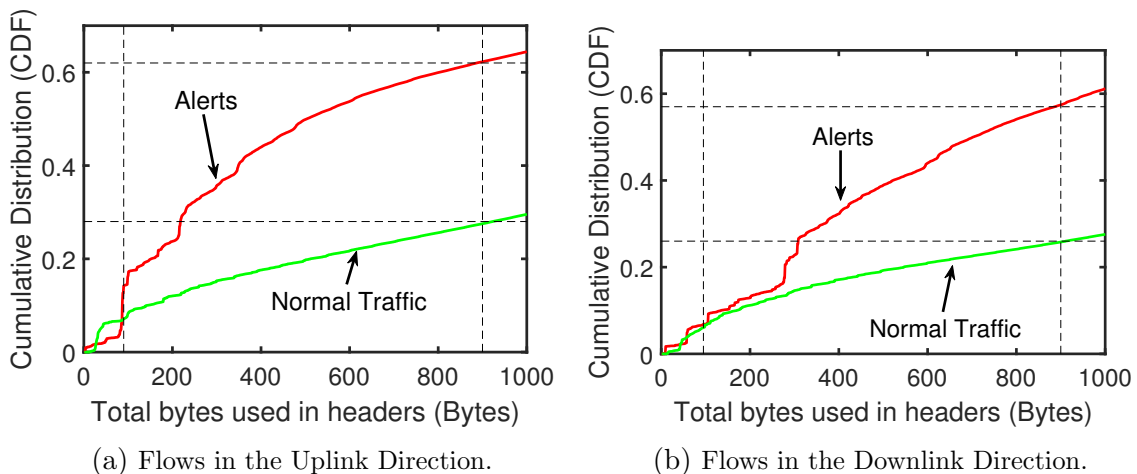 Cumulative Distribution (CDF)
0.6
0.4
0.2
0
Alerts
Normal Traffic
0 200 400 600 800 1000
Total bytes used in headers (Bytes)
(a) Flows in the Uplink Direction.
Cumulative Distribution (CDF)
0.6
0.4
0.2
0
Alerts
Normal Traffic
0 200 400 600 800 1000
Total bytes used in headers (Bytes)
(b) Flows in the Downlink Direction.